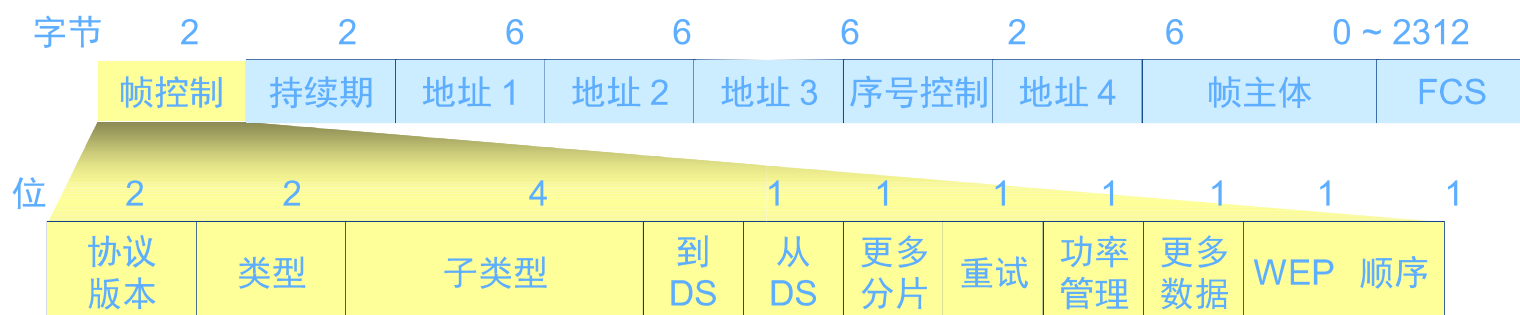 字节 2 2 6 6 6 2 6 0 ~ 2312
帧控制 持续期 地址 1 地址 2 地址 3 序号控制 地址 4 帧主体 FCS
位 2 2 4 1 1 1 1 1 1 1
协议版本 类型 子类型 到DS 从DS 更多分片 重试 功率管理 更多数据 WEP 顺序